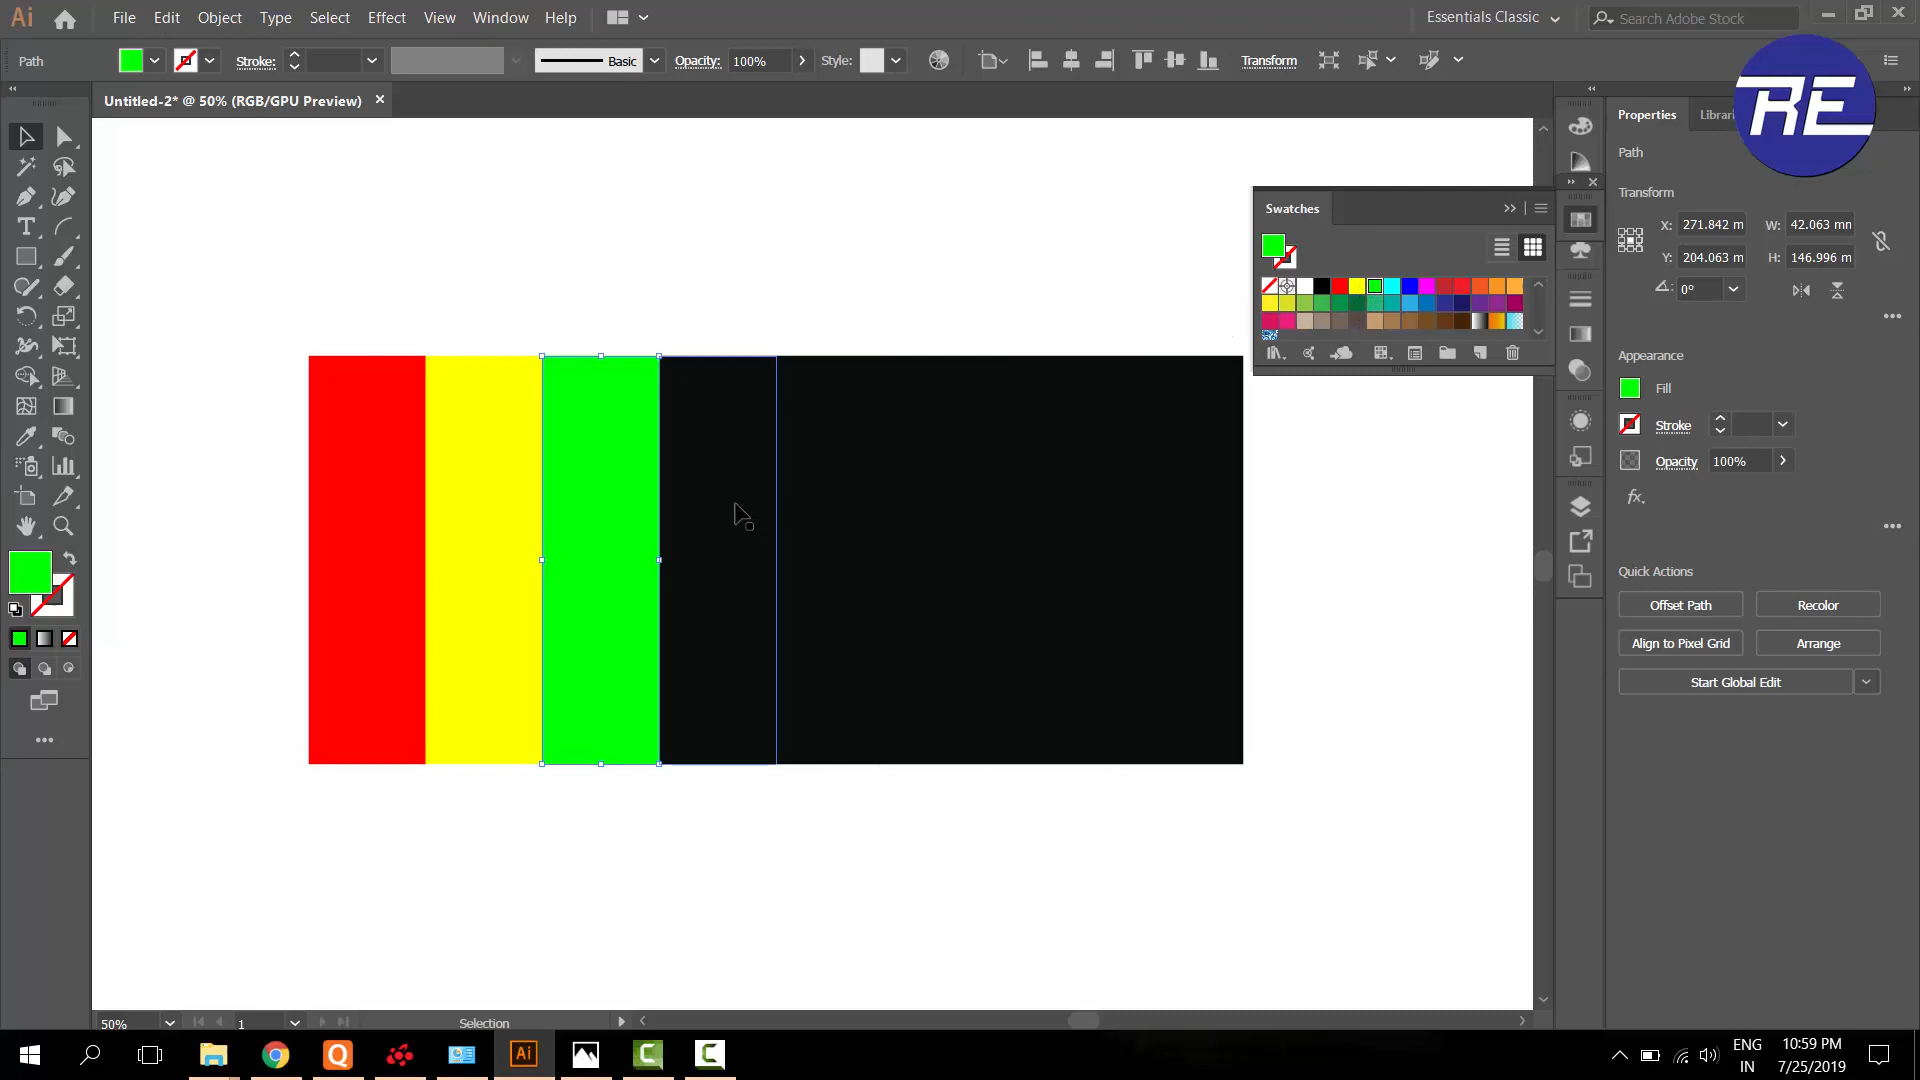 Ai File Edit Object Type Select Effect View Window Help Essentials Classic Search Adobe Stock
Path Stroke: Basic Opacity: 100% Style: Transform
Untitled-2* @ 50% (RGB/GPU Preview) ×
RE
Properties Librari
Path
Transform
X: 271.842 m W: 42.063 mn
Y: 204.063 m H: 146.996 m
0°
Swatches
Appearance
Fill
Stroke
Opacity 100%
fx.
Quick Actions
Offset Path Recolor
Align to Pixel Grid Arrange
Start Global Edit
50% 1 Selection
Q Ai C C
ENG 10:59 PM
IN 7/25/2019